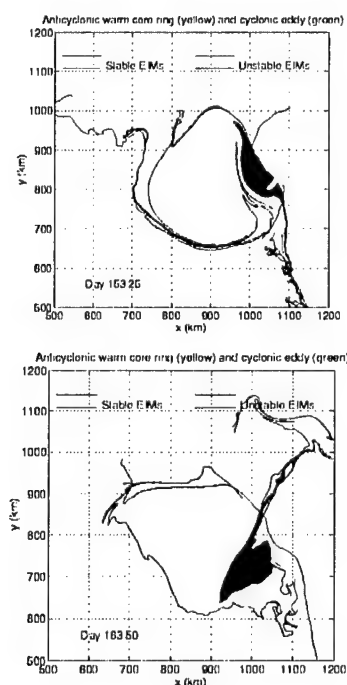 Anticyclonic warm core ring (yellow) and cyclonic eddy (green)
1200
Stable EIMs
Unstable EIMs
1100
1000
900
y (km)
800
700
600
Day 153 25
500
500 600 700 800 900 1000 1100 1200
x (km)
Anticyclonic warm core ring (yellow) and cyclonic eddy (green)
1200
Stable EIMs
Unstable EIMs
1100
1000
900
y (km)
800
700
600
Day 163 50
500
500 600 700 800 900 1000 1100 1200
x (km)